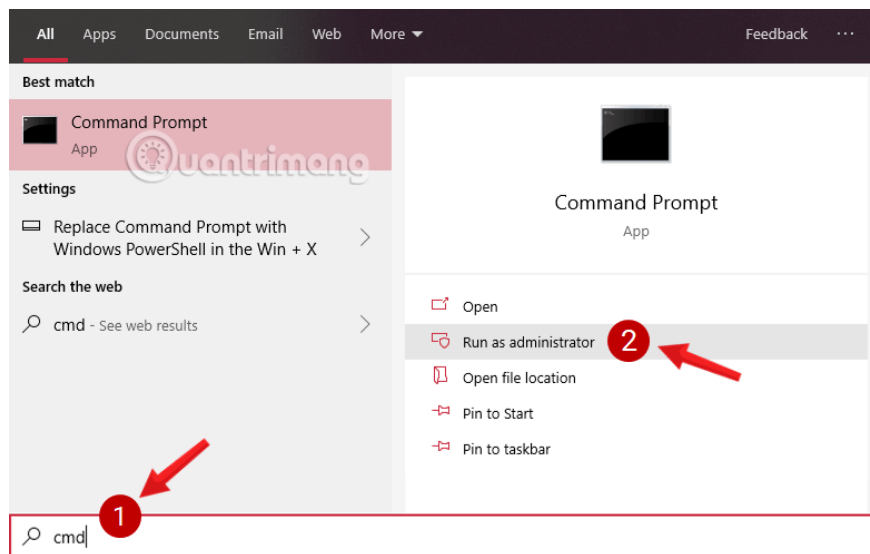 All Apps Documents Email Web More Feedback ...
Best match
Command Prompt
App
Quantrimang
Settings
Replace Command Prompt with
Windows PowerShell in the Win + X
Search the web
cmd - See web results
Command Prompt
App
Open
Run as administrator 2
Open file location
Pin to Start
Pin to taskbar
1
cmd